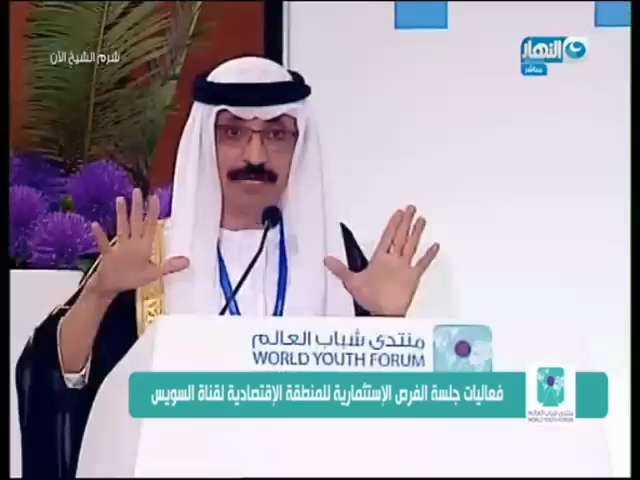 شرم الشيخ الآن
النهار
مباشر
منتدى شباب العالم
WORLD YOUTH FORUM
فعاليات جلسة الفرص الإستثمارية للمنطقة الإقتصادية لقناة السويس
منتدى شباب العالم
WORLD YOUTH FORUM